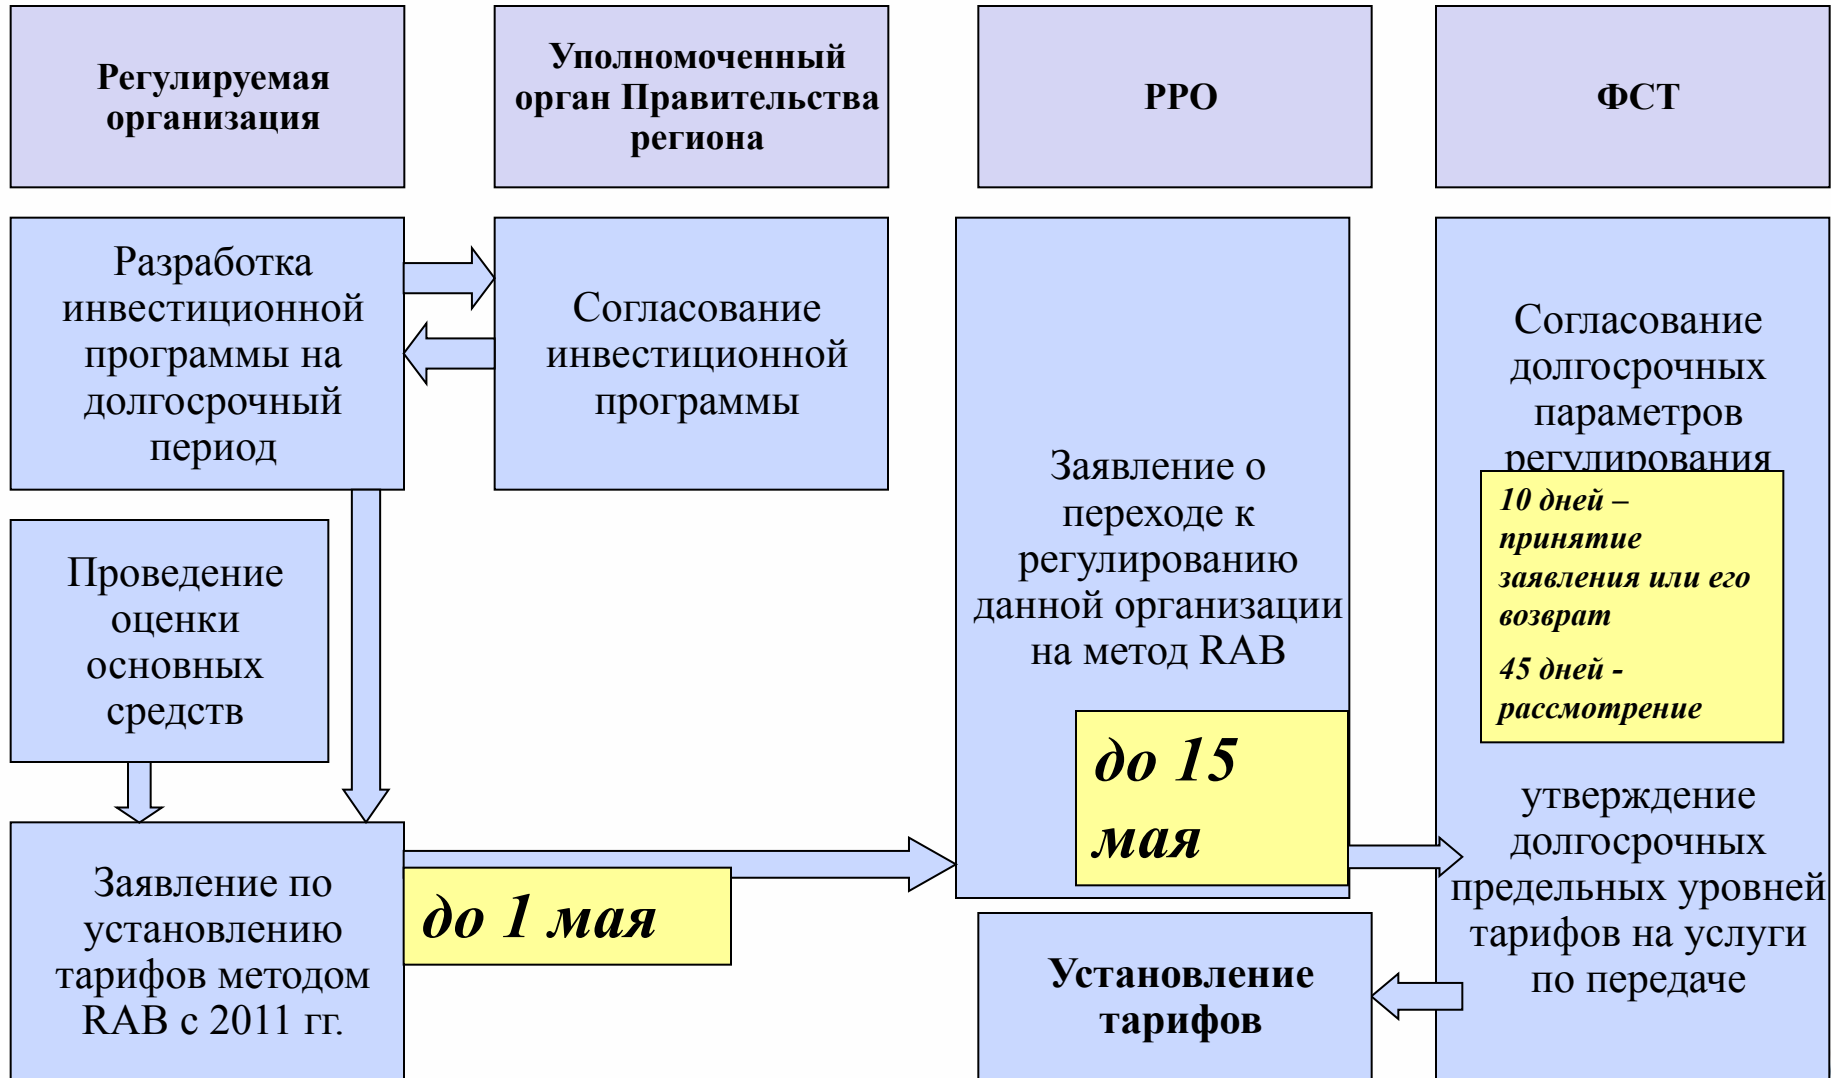 Регулируемая
организация
Уполномоченный
орган Правительства
региона
РРО
ФСТ
Разработка
инвестиционной
программы на
долгосрочный
период
Согласование
инвестиционной
программы
Проведение
оценки
основных
средств
Заявление по
установлению
тарифов методом
RAB с 2011 гг.
до 1 мая
Заявление о
переходе к
регулированию
данной организации
на метод RAB
до 15
мая
Согласование
долгосрочных
параметров
регулирования
10 дней –
принятие
заявления или его
возврат
45 дней -
рассмотрение
утверждение
долгосрочных
предельных уровней
тарифов на услуги
по передаче
Установление
тарифов